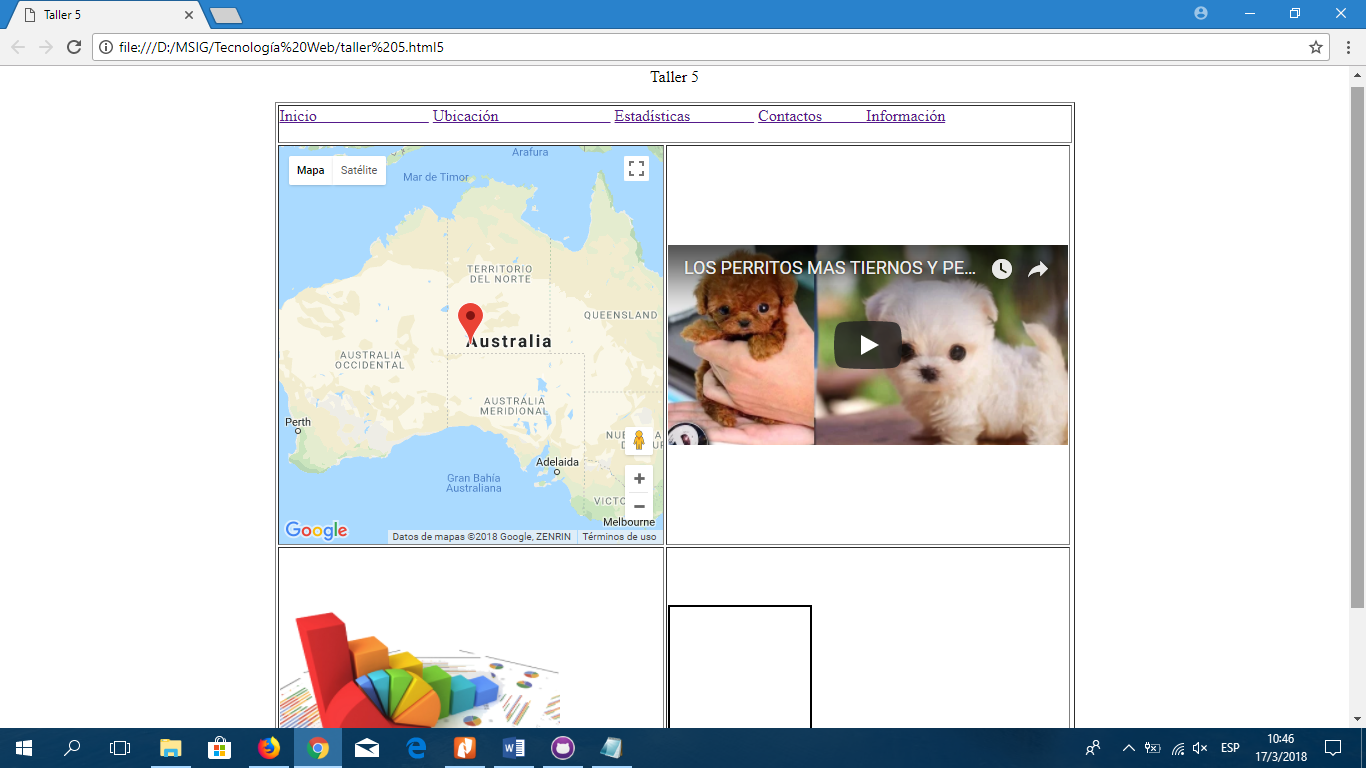 Taller 5
file:///D:/MSIG/Tecnología%20Web/taller%205.html5
Taller 5
Inicio Ubicación Estadísticas Contactos Información
Mapa Satélite
Arafura
Mar de Timor
TERRITORIO
DEL NORTE
QUEENSLAND
Australia
AUSTRALIA
OCCIDENTAL
AUSTRALIA
MERIDIONAL
Perth
Adelaida
Gran Bahía
Australiana
VICTO
Melbourne
Google
Datos de mapas ©2018 Google, ZENRIN Términos de uso
LOS PERRITOS MAS TIERNOS Y PE...
ESP
10:46
17/3/2018